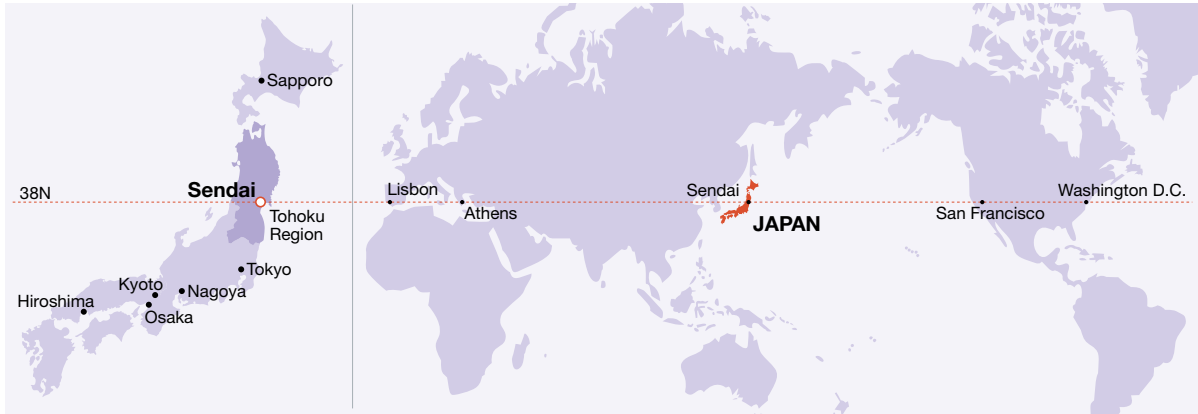 Sapporo
38N
Sendai
Tohoku
Region
Tokyo
Kyoto
Nagoya
Hiroshima
Osaka
Lisbon
Athens
Sendai
JAPAN
San Francisco
Washington D.C.